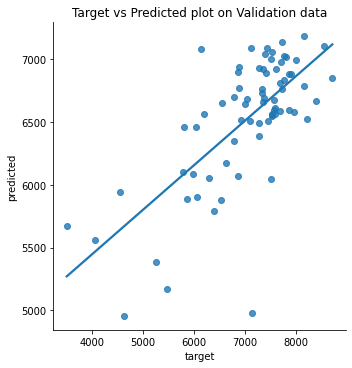 Target vs Predicted plot on Validation data
predicted
7000
6500
6000
5500
5000
4000 5000 6000 7000 8000
target